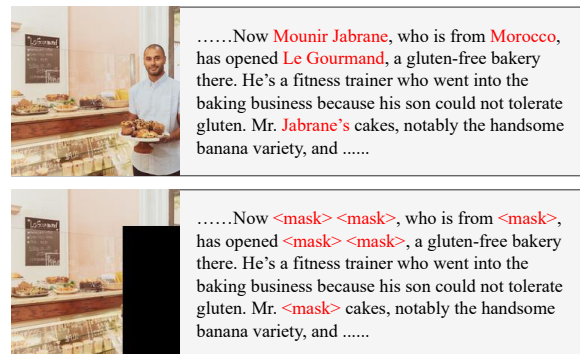 ......Now Mounir Jabrane, who is from Morocco,
has opened Le Gourmand, a gluten-free bakery
there. He's a fitness trainer who went into the
baking business because his son could not tolerate
gluten. Mr. Jabrane's cakes, notably the handsome
banana variety, and ......
......Now <mask> <mask>, who is from <mask>,
has opened <mask> <mask>, a gluten-free bakery
there. He's a fitness trainer who went into the
baking business because his son could not tolerate
gluten. Mr. <mask> cakes, notably the handsome
banana variety, and ......